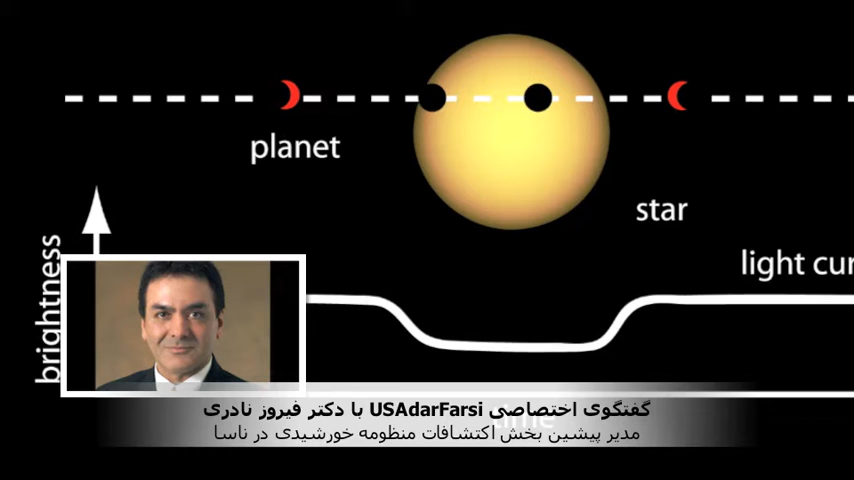 planet
star
light cur
brightness
گفتگوی اختصاصی USAdarFarsi با دکتر فیروز نادری
time
مدیر پیشین بخش اکتشافات منظومه خورشیدی در ناسا